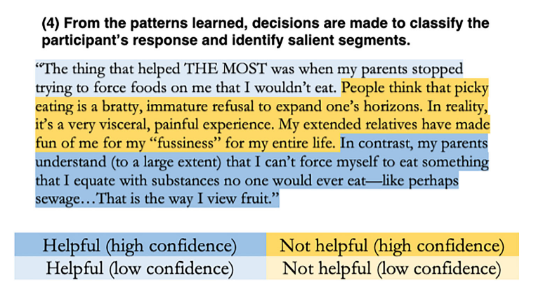 (4) From the patterns learned, decisions are made to classify the
participant's response and identify salient segments.
“The thing that helped THE MOST was when my parents stopped
trying to force foods on me that I wouldn’t eat. People think that picky
eating is a bratty, immature refusal to expand one’s horizons. In reality,
it’s a very visceral, painful experience. My extended relatives have made
fun of me for my “fussiness” for my entire life. In contrast, my parents
understand (to a large extent) that I can’t force myself to eat something
that I equate with substances no one would ever eat—like perhaps
sewage…That is the way I view fruit.”
Helpful (high confidence) Not helpful (high confidence)
Helpful (low confidence) Not helpful (low confidence)